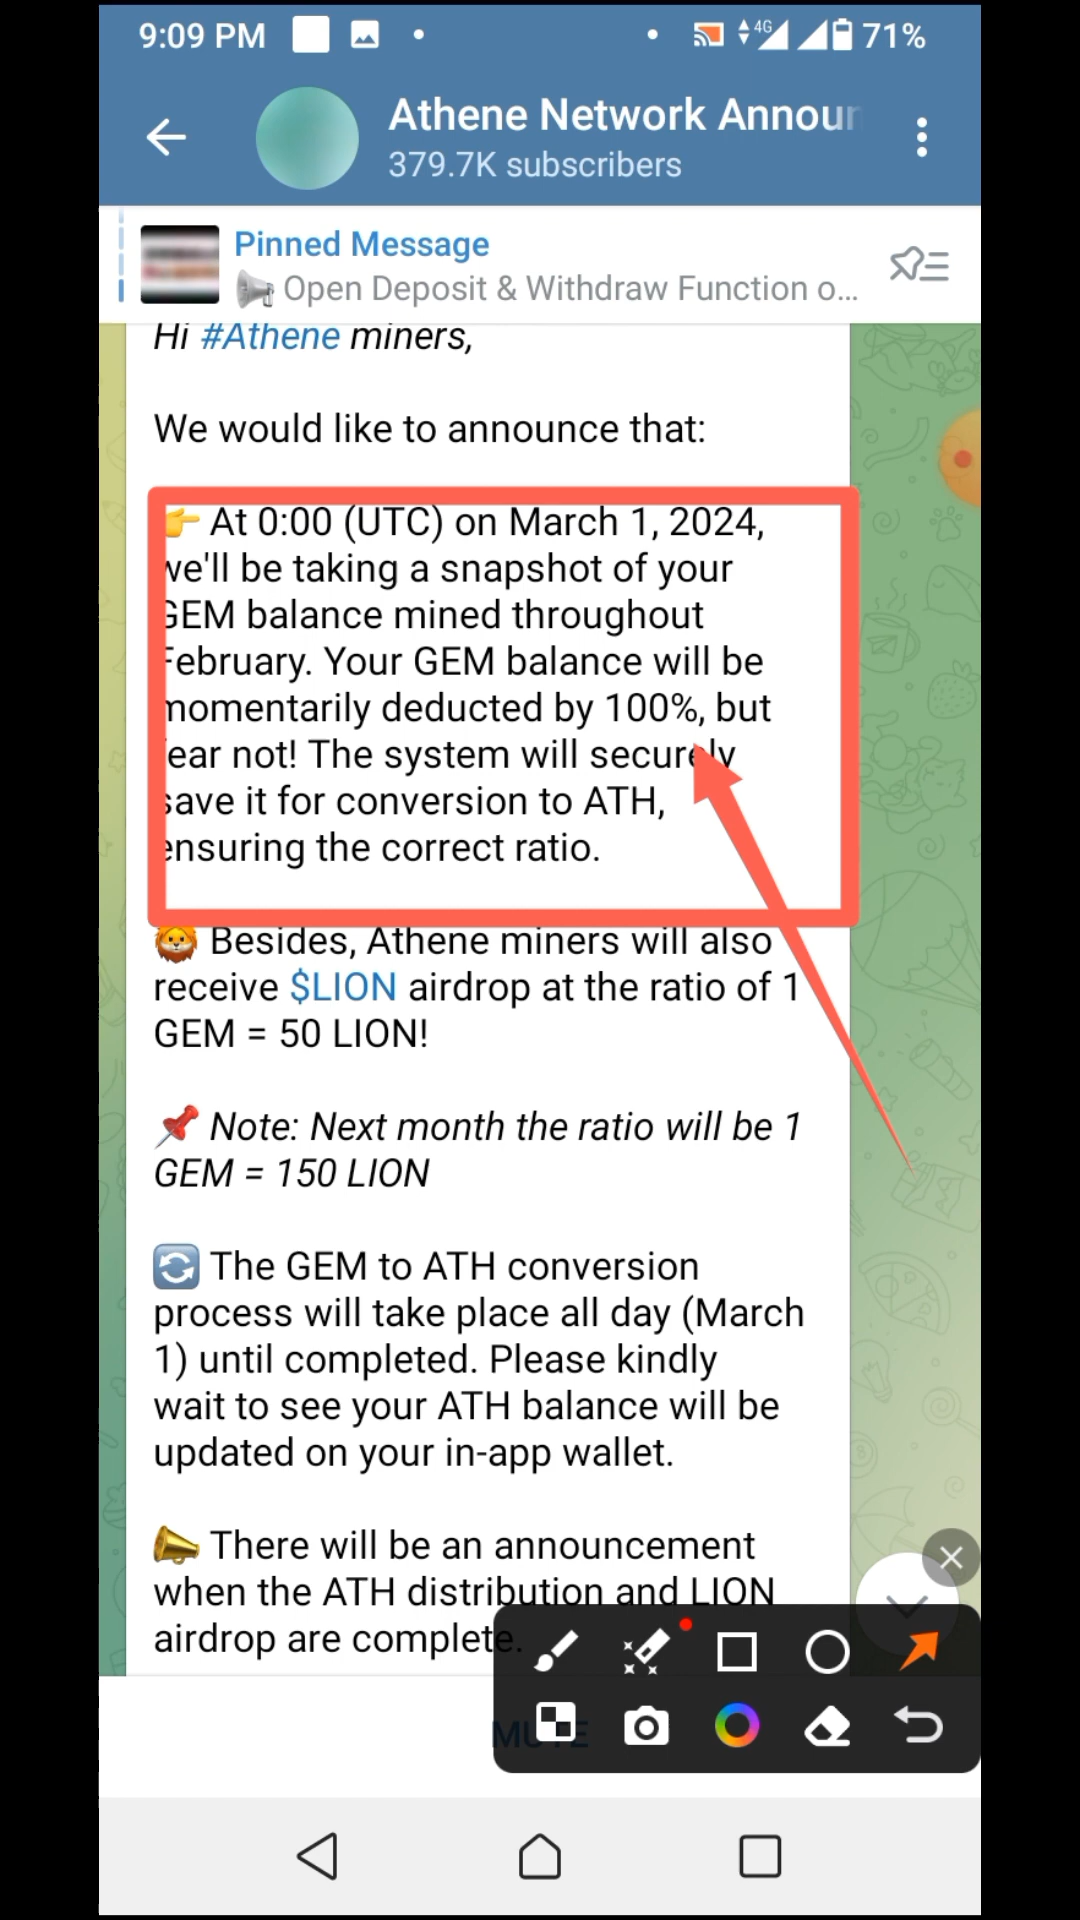 9:09 PM
4G
71%
Athene Network Annour
379.7K subscribers
Pinned Message
Open Deposit & Withdraw Function o...
Hi #Athene miners,
We would like to announce that:
👉 At 0:00 (UTC) on March 1, 2024,
we'll be taking a snapshot of your
GEM balance mined throughout
February. Your GEM balance will be
momentarily deducted by 100%, but
fear not! The system will securely
save it for conversion to ATH,
ensuring the correct ratio.
🦁 Besides, Athene miners will also
receive $LION airdrop at the ratio of 1
GEM = 50 LION!
📌 Note: Next month the ratio will be 1
GEM = 150 LION
🔄 The GEM to ATH conversion
process will take place all day (March
1) until completed. Please kindly
wait to see your ATH balance will be
updated on your in-app wallet.
📣 There will be an announcement
when the ATH distribution and LION
airdrop are complete.
MUTE